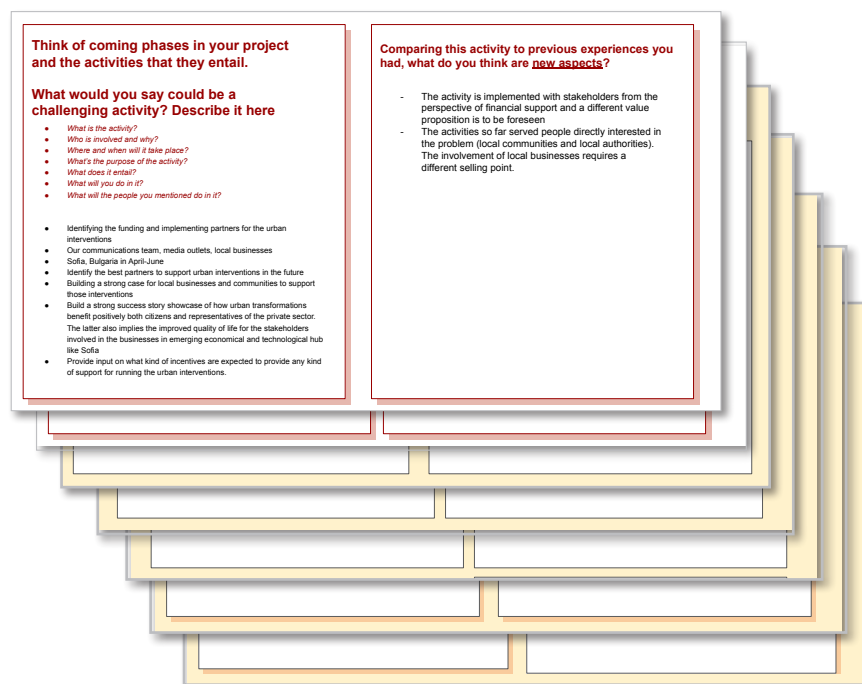 Think of coming phases in your project
and the activities that they entail.
What would you say could be a
challenging activity? Describe it here
● What is the activity?
● Who is involved and why?
● Where and when will it take place?
● What's the purpose of the activity?
● What does it entail?
● What will you do in it?
● What will the people you mentioned do in it?
● Identifying the funding and implementing partners for the urban
interventions
● Our communications team, media outlets, local businesses
● Sofia, Bulgaria in April-June
● Identify the best partners to support urban interventions in the future
● Building a strong case for local businesses and communities to support
those interventions
● Build a strong success story showcase of how urban transformations
benefit positively both citizens and representatives of the private sector.
The latter also implies the improved quality of life for the stakeholders
involved in the businesses in emerging economical and technological hub
like Sofia
● Provide input on what kind of incentives are expected to provide any kind
of support for running the urban interventions.
Comparing this activity to previous experiences you
had, what do you think are new aspects?
- The activity is implemented with stakeholders from the
perspective of financial support and a different value
proposition is to be foreseen
- The activities so far served people directly interested in
the problem (local communities and local authorities).
The involvement of local businesses requires a
different selling point.